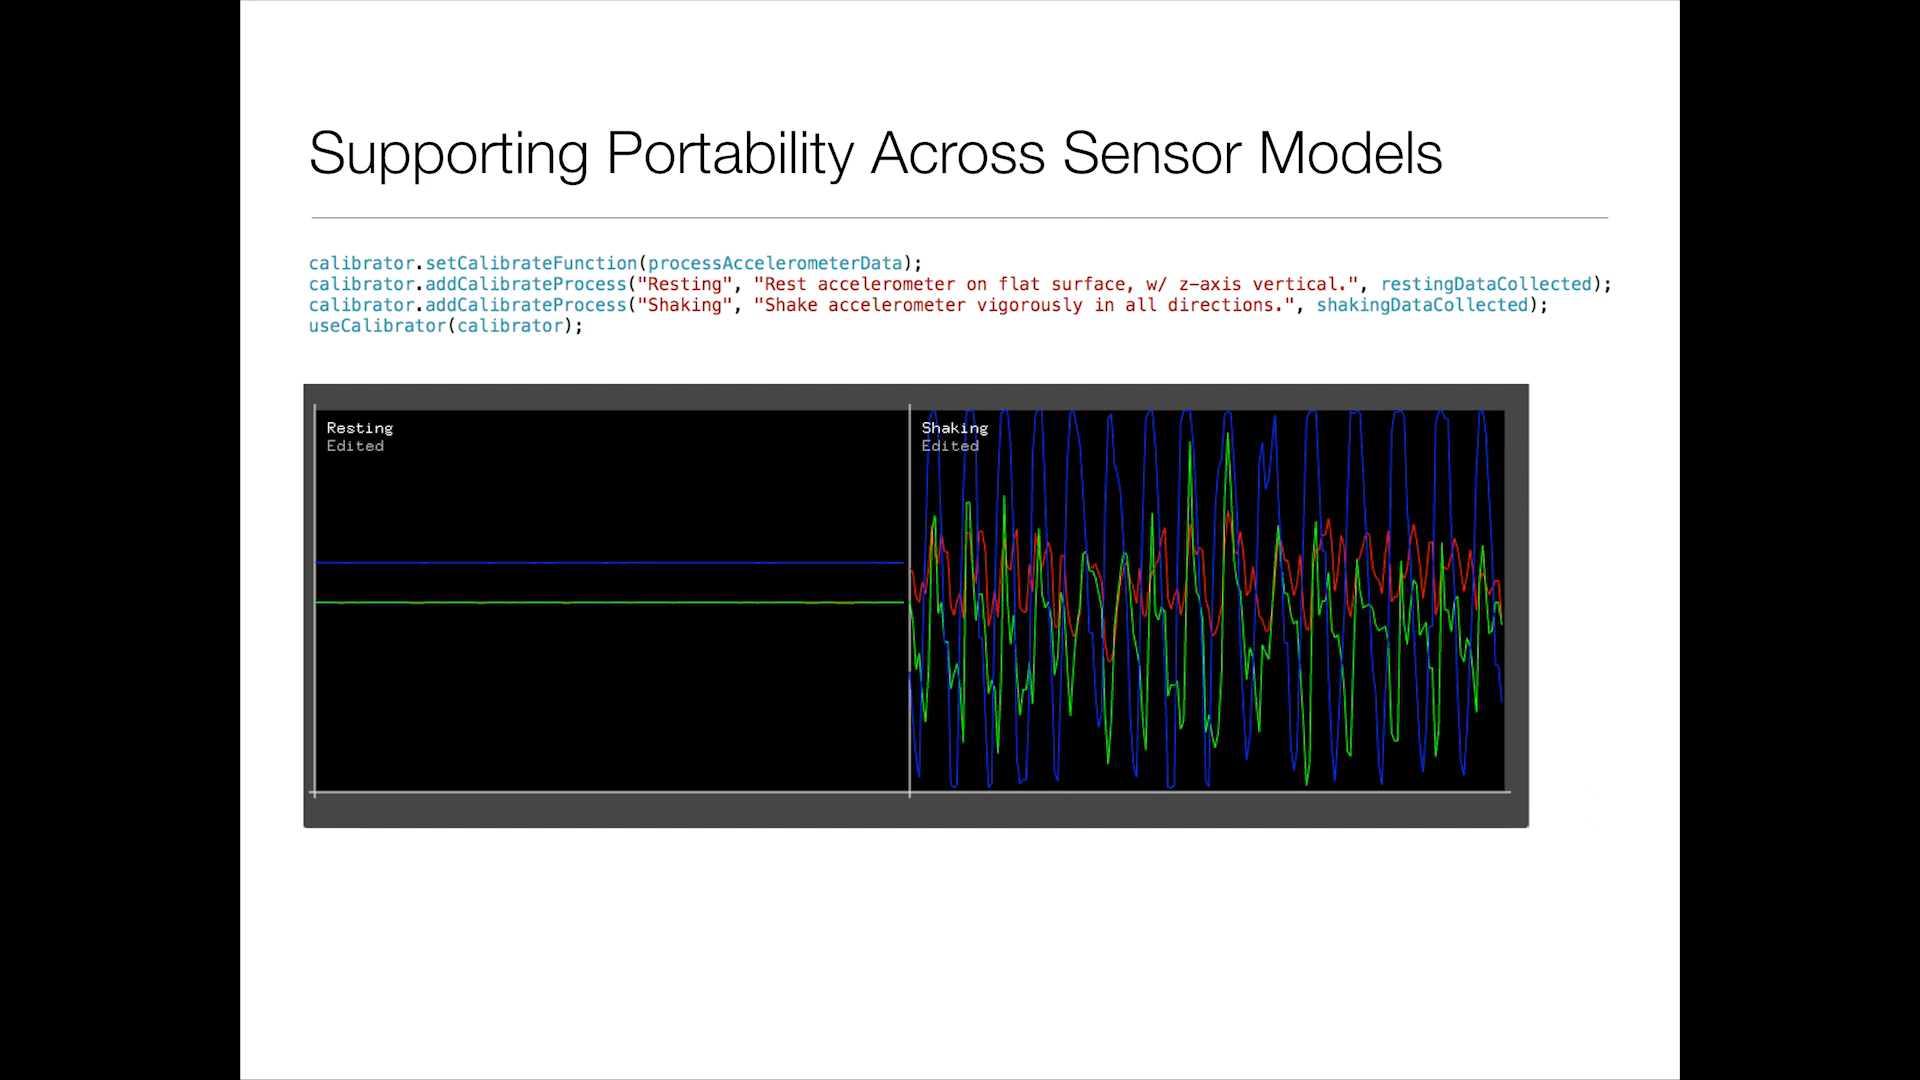 Supporting Portability Across Sensor Models
calibrator.setCalibrateFunction(processAccelerometerData);
calibrator.addCalibrateProcess("Resting", "Rest accelerometer on flat surface, w/ z-axis vertical.", restingDataCollected);
calibrator.addCalibrateProcess("Shaking", "Shake accelerometer vigorously in all directions.", shakingDataCollected);
useCalibrator(calibrator);
Resting
Edited
Shaking
Edited